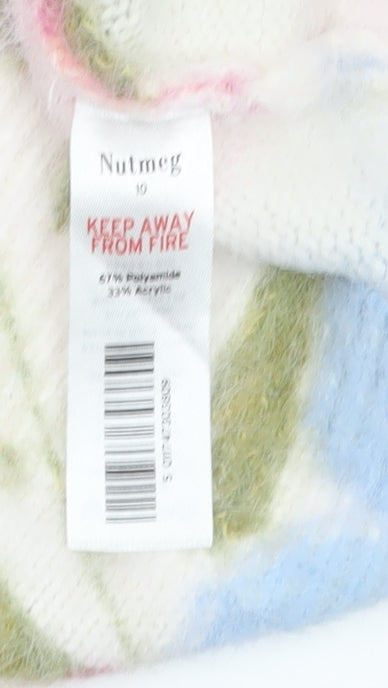 Nutmeg
10
KEEP AWAY
FROM FIRE
67% Polyamide
33% Acrylic